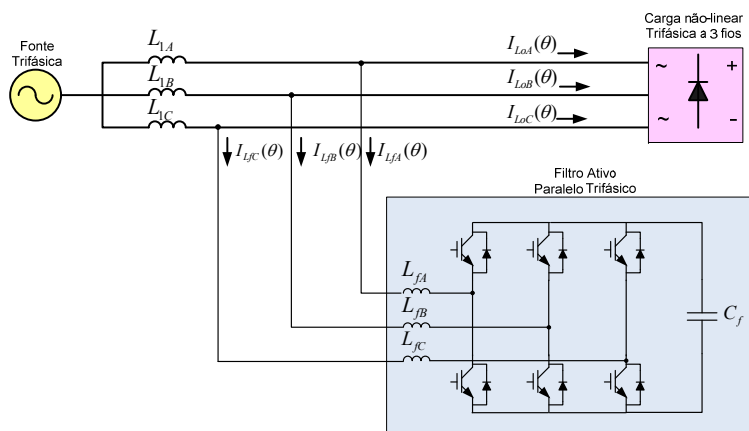 Fonte
Trifásica
L1A
L1B
L1C
ILoA(θ)
ILoB(θ)
ILoC(θ)
Carga não-linear
Trifásica a 3 fios
~ +
~ -
ILfC(θ) ILfB(θ) ILfA(θ)
Filtro Ativo
Paralelo Trifásico
LfA
LfB
LfC
Cf